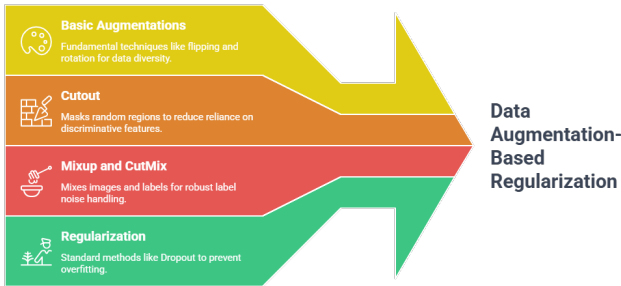 Basic Augmentations
Fundamental techniques like flipping and
rotation for data diversity.
Cutout
Masks random regions to reduce reliance on
discriminative features.
Mixup and CutMix
Mixes images and labels for robust label
noise handling.
Regularization
Standard methods like Dropout to prevent
overfitting.
Data
Augmentation-
Based
Regularization